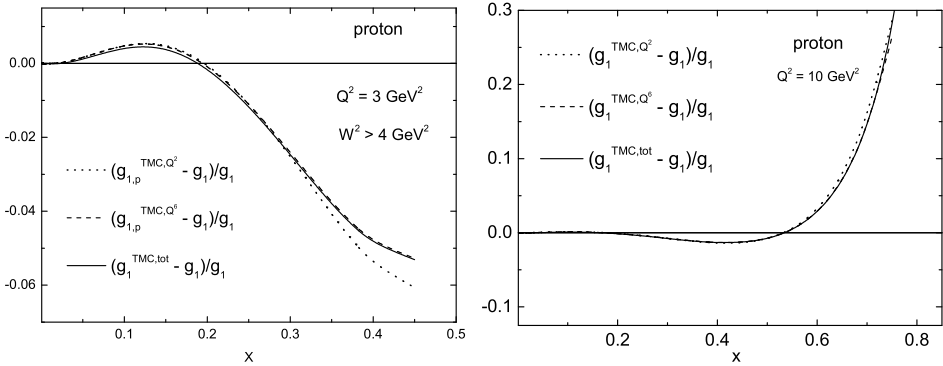 proton
0.00
Q² = 3 GeV²
W² > 4 GeV²
-0.02
(g₁,ₚ^TMC,Q² - g₁)/g₁
-0.04
(g₁,ₚ^TMC,Q⁶ - g₁)/g₁
(g₁^TMC,tot - g₁)/g₁
-0.06
0.1 0.2 0.3 0.4 0.5
X
0.3
(g₁^TMC,Q² - g₁)/g₁
proton
Q² = 10 GeV²
0.2
(g₁^TMC,Q⁶ - g₁)/g₁
(g₁^TMC,tot - g₁)/g₁
0.1
0.0
-0.1
0.2 0.4 0.6 0.8
x